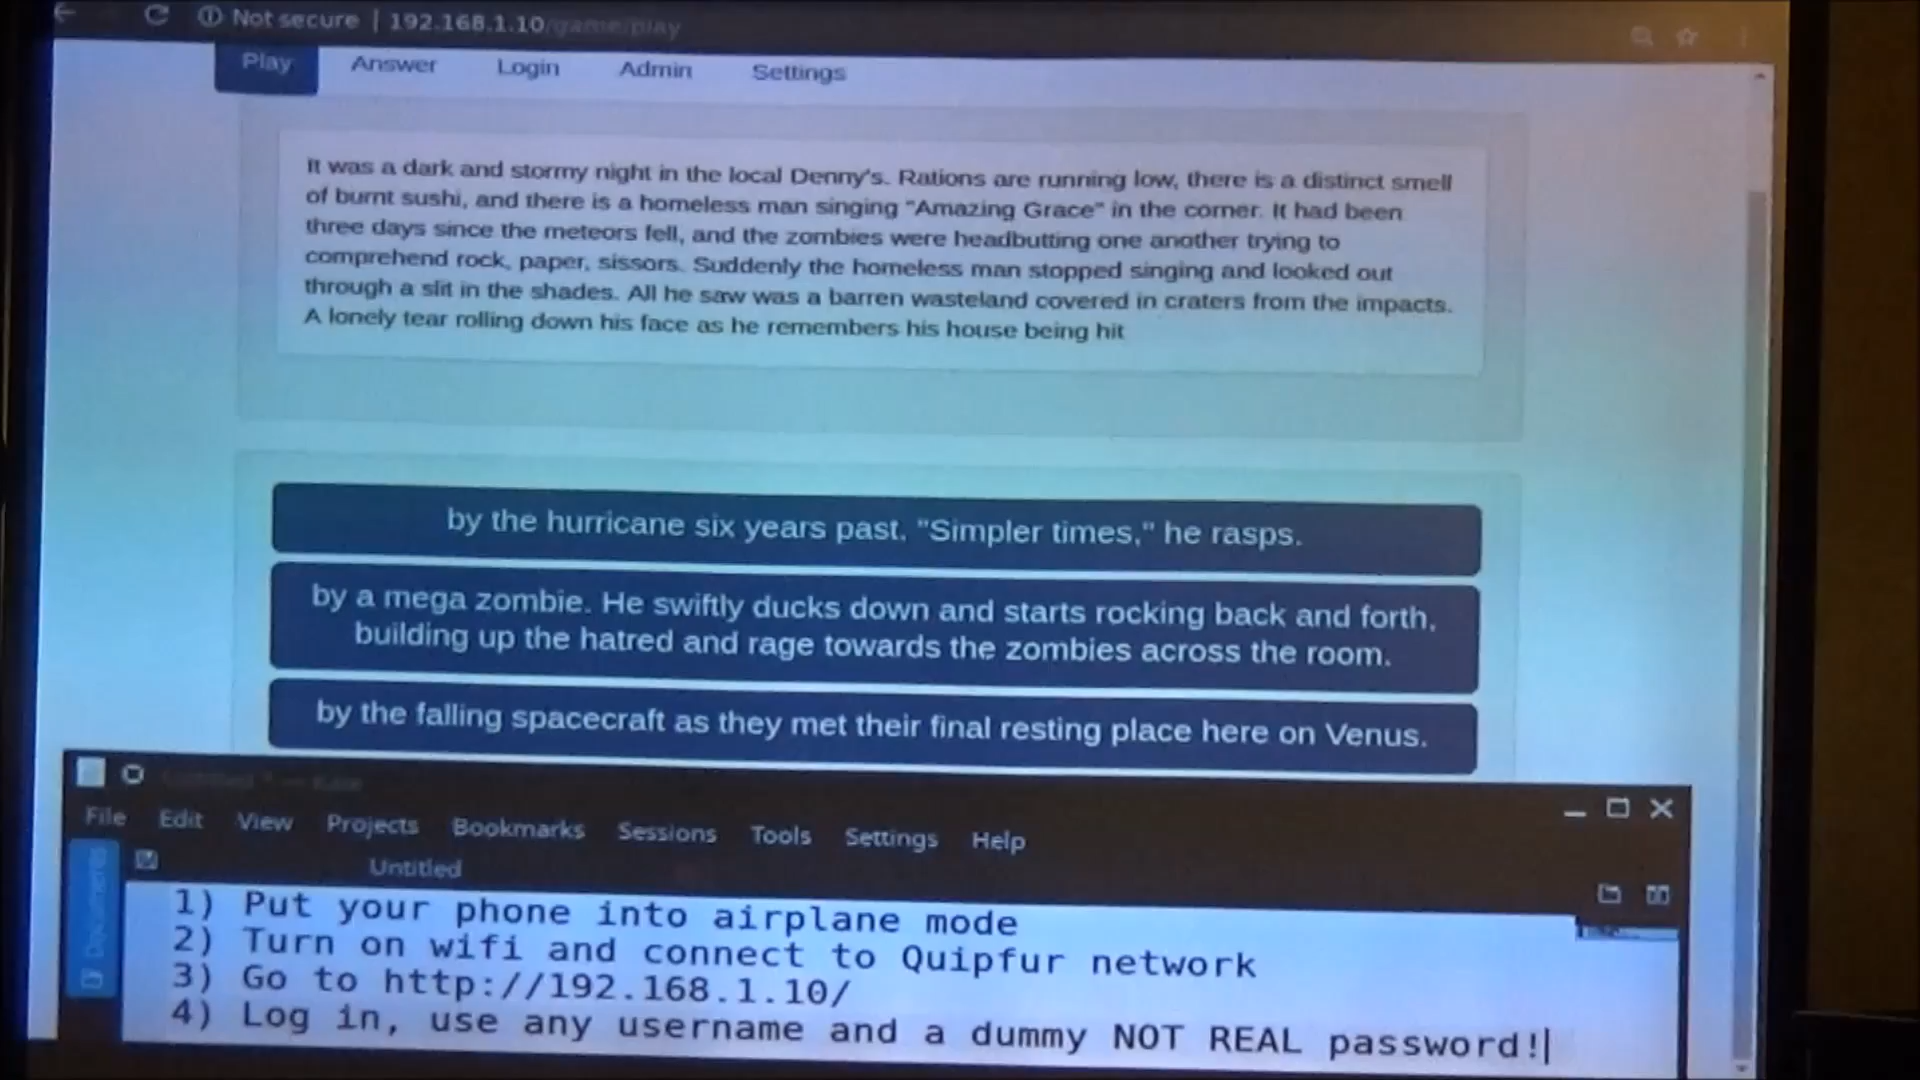 Not secure | 192.168.1.10/game/play
Play Answer Login Admin Settings
It was a dark and stormy night in the local Denny's. Rations are running low, there is a distinct smell
of burnt sushi, and there is a homeless man singing "Amazing Grace" in the corner. It had been
three days since the meteors fell, and the zombies were headbutting one another trying to
comprehend rock, paper, sissors. Suddenly the homeless man stopped singing and looked out
through a slit in the shades. All he saw was a barren wasteland covered in craters from the impacts.
A lonely tear rolling down his face as he remembers his house being hit
by the hurricane six years past. "Simpler times," he rasps.
by a mega zombie. He swiftly ducks down and starts rocking back and forth,
building up the hatred and rage towards the zombies across the room.
by the falling spacecraft as they met their final resting place here on Venus.
File Edit View Projects Bookmarks Sessions Tools Settings Help
Untitled
Documents
1) Put your phone into airplane mode
2) Turn on wifi and connect to Quipfur network
3) Go to http://192.168.1.10/
4) Log in, use any username and a dummy NOT REAL password!